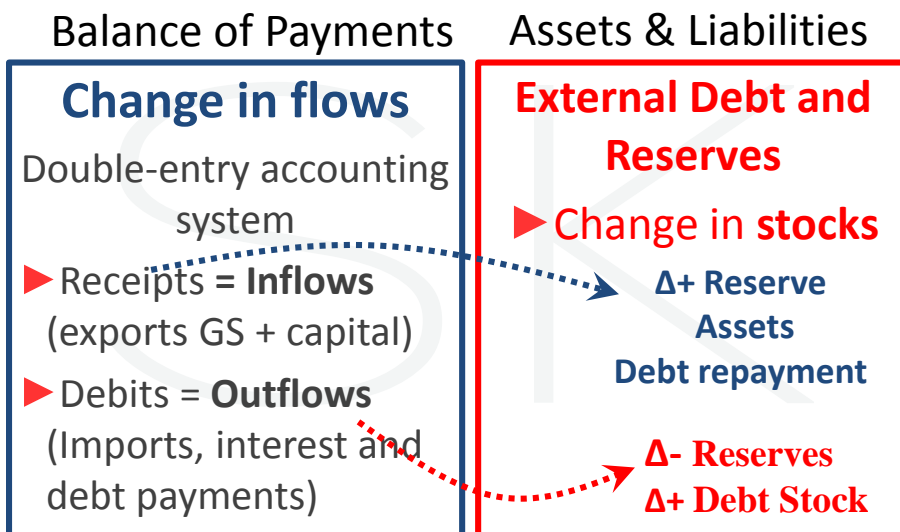 Balance of Payments
Change in flows
Double-entry accounting
system
Receipts = Inflows
(exports GS + capital)
Debits = Outflows
(Imports, interest and
debt payments)
Assets & Liabilities
External Debt and
Reserves
Change in stocks
Δ+ Reserve
Assets
Debt repayment
Δ- Reserves
Δ+ Debt Stock
SK